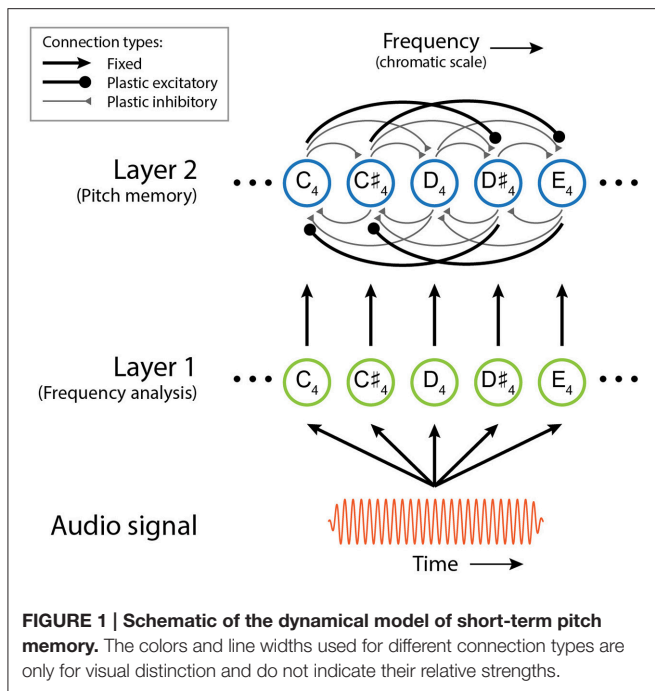 Connection types:
Fixed
Plastic excitatory
Plastic inhibitory
Frequency
(chromatic scale)
Layer 2
(Pitch memory)
••• C4 C♯4 D4 D♯4 E4 •••
Layer 1
(Frequency analysis)
••• C4 C♯4 D4 D♯4 E4 •••
Audio signal
Time
FIGURE 1 | Schematic of the dynamical model of short-term pitch
memory. The colors and line widths used for different connection types are
only for visual distinction and do not indicate their relative strengths.